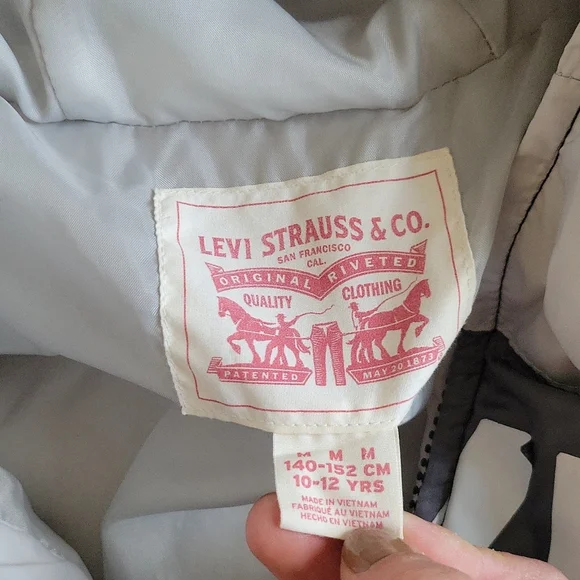 LEVI STRAUSS & CO.
SAN FRANCISCO
CAL.
ORIGINAL RIVETED
QUALITY CLOTHING
PATENTED MAY 20 1873
M M M
140-152 CM
10-12 YRS
MADE IN VIETNAM
FABRIQUÉ AU VIETNAM
HECHO EN VIETNAM